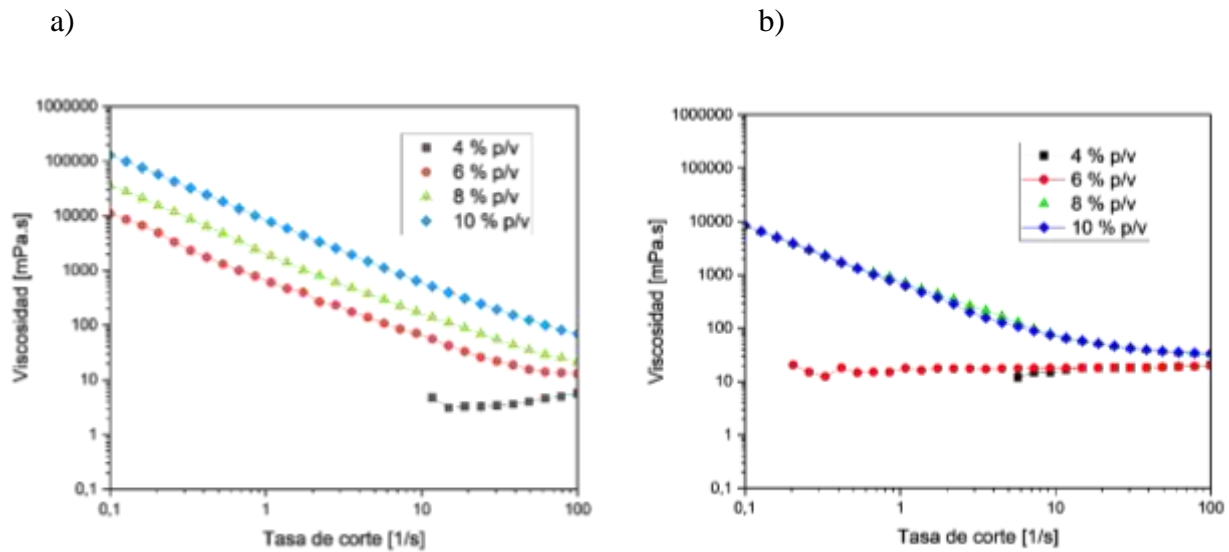 a)
b)
1000000
100000
10000
1000
100
10
1
0,1
Viscosidad [mPa.s]
0,1
1
10
100
Tasa de corte [1/s]
4 % p/v
6 % p/v
8 % p/v
10 % p/v
1000000
100000
10000
1000
100
10
1
0,1
Viscosidad [mPa.s]
0,1
1
10
100
Tasa de corte [1/s]
4 % p/v
6 % p/v
8 % p/v
10 % p/v